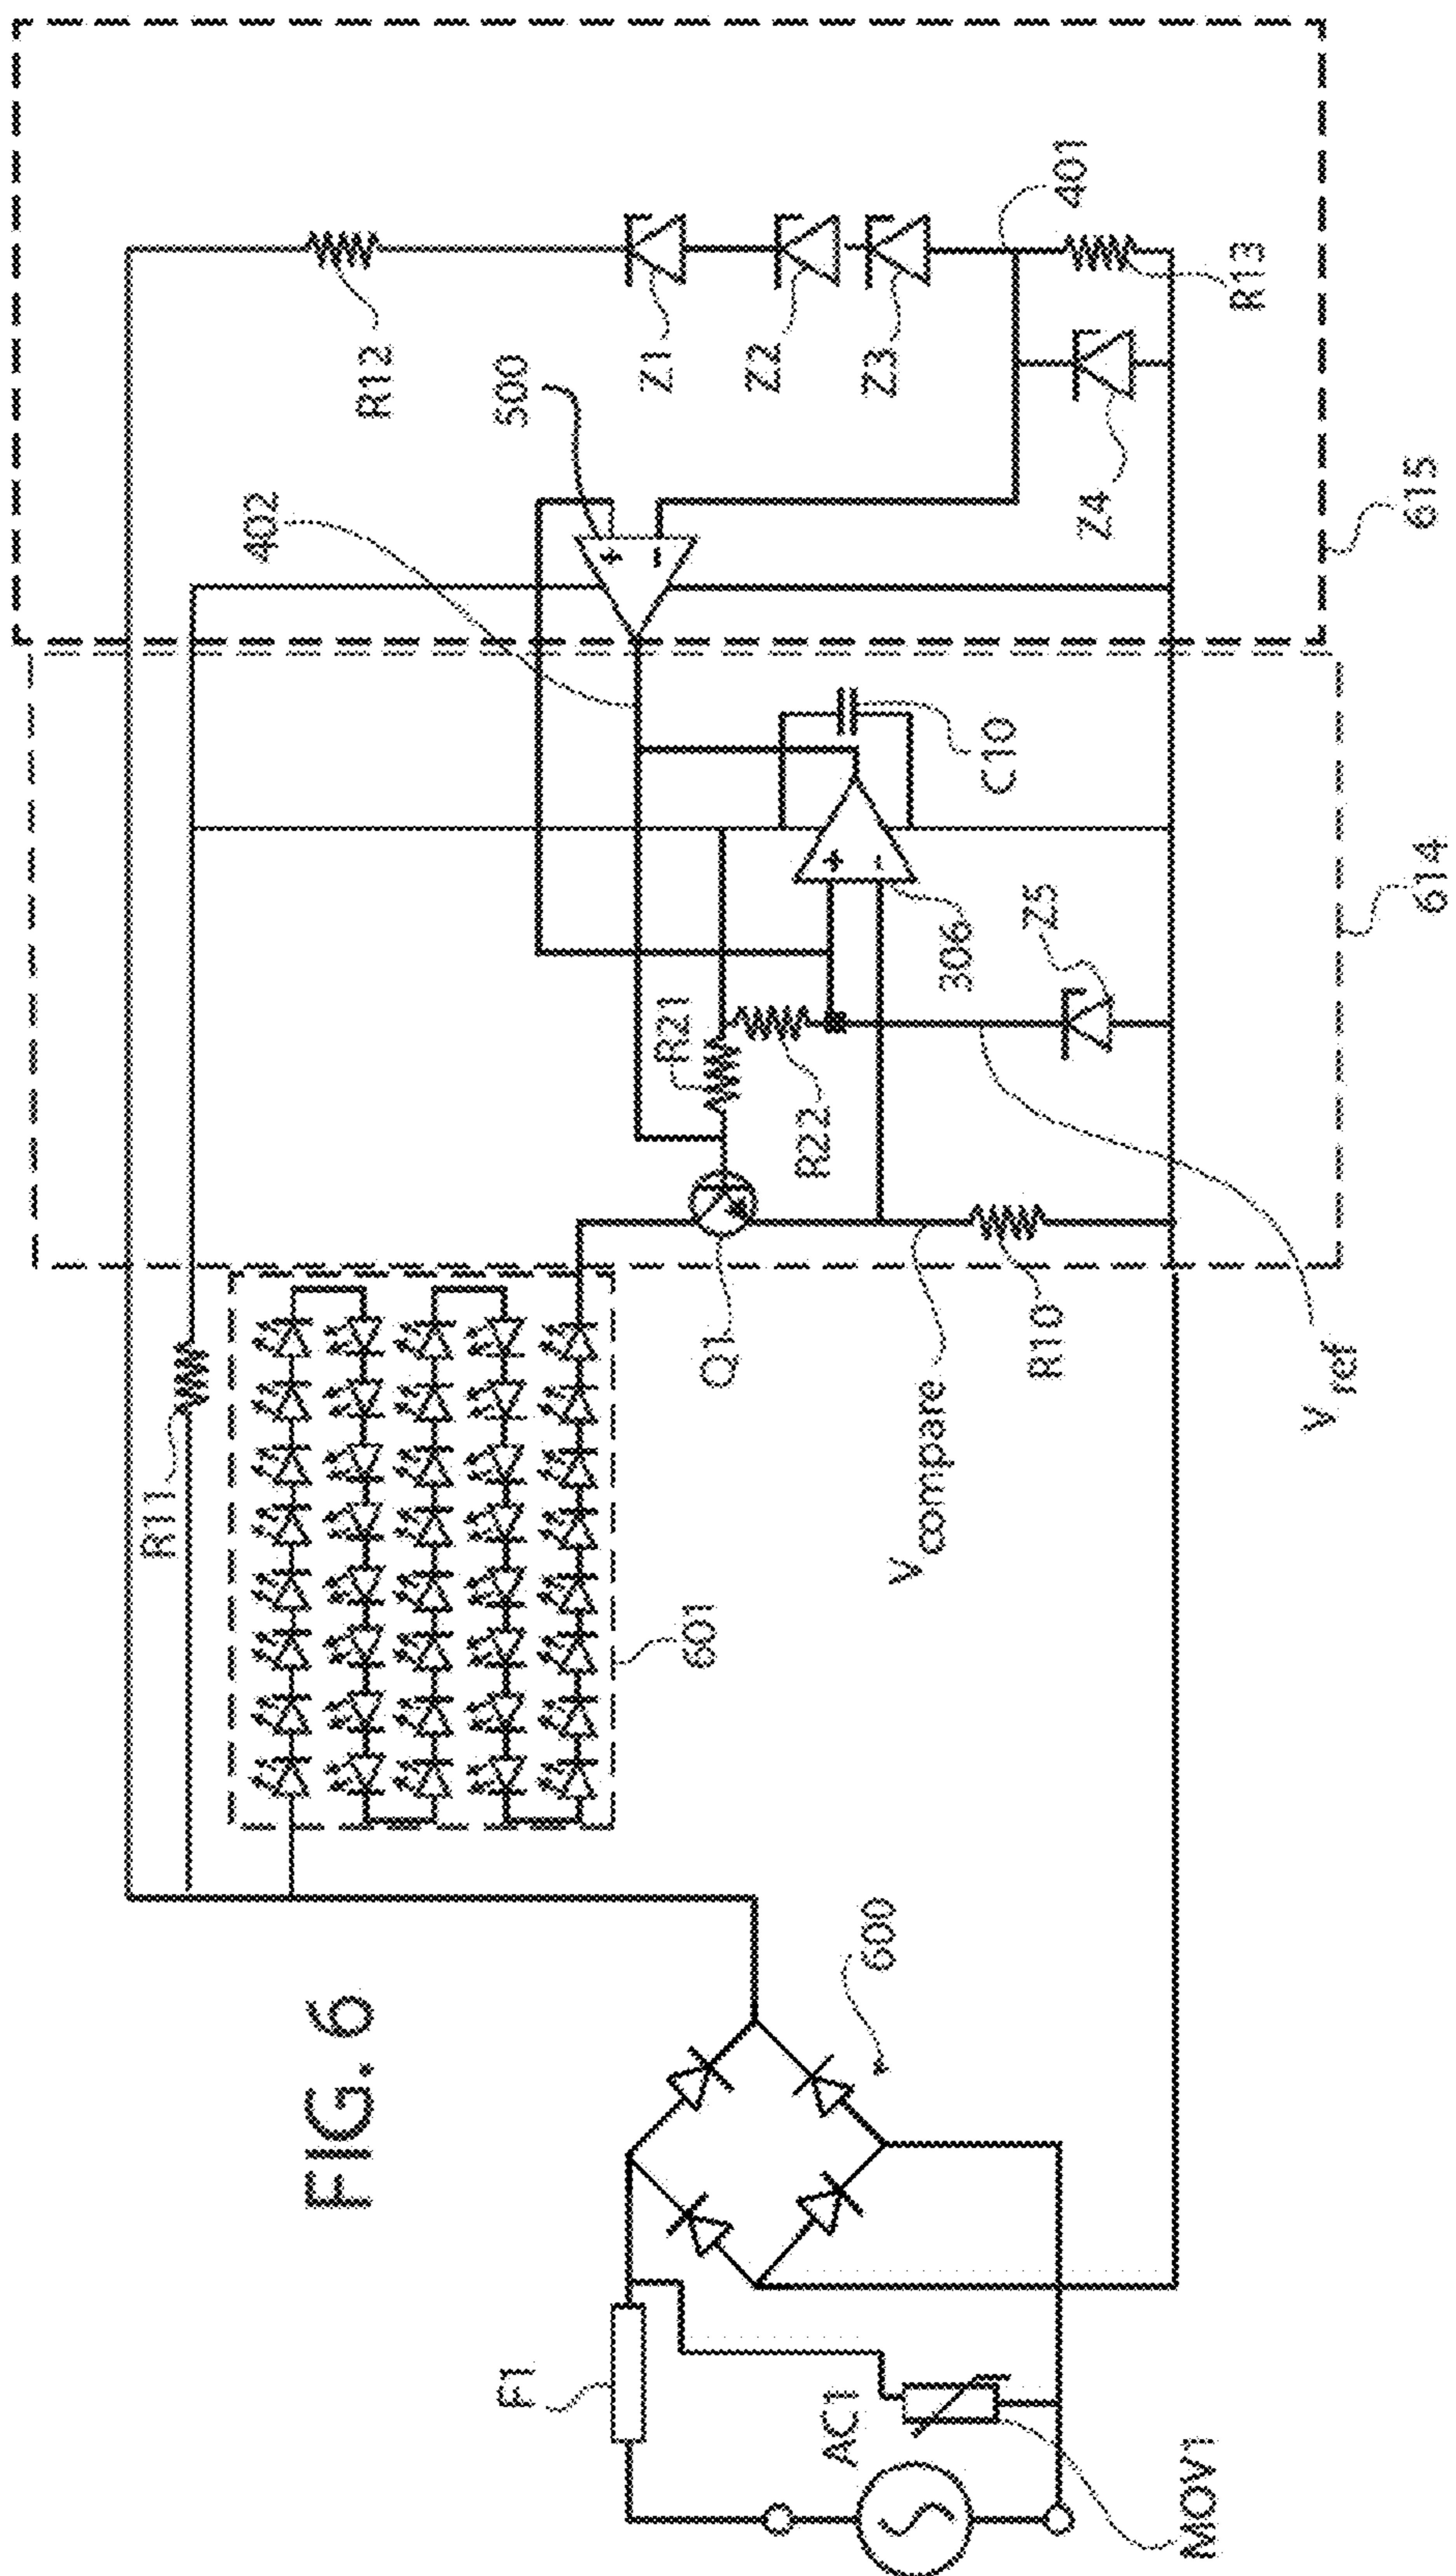 FIG. 6
F1
AC1
MOV1
600
R11
601
Q1
V compare
R10
V ref
R21
R22
306
Z5
C10
614
402
500
R12
Z1
Z2
Z3
401
R13
Z4
615
+
-
+
-